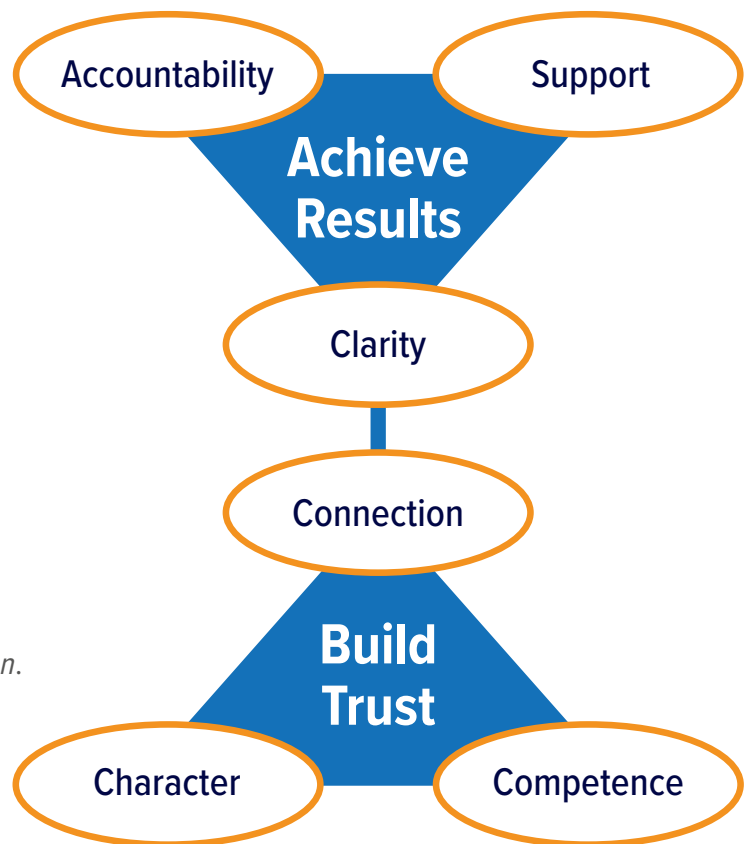 Accountability
Support
Achieve
Results
Clarity
Connection
Build
Trust
n.
Character
Competence